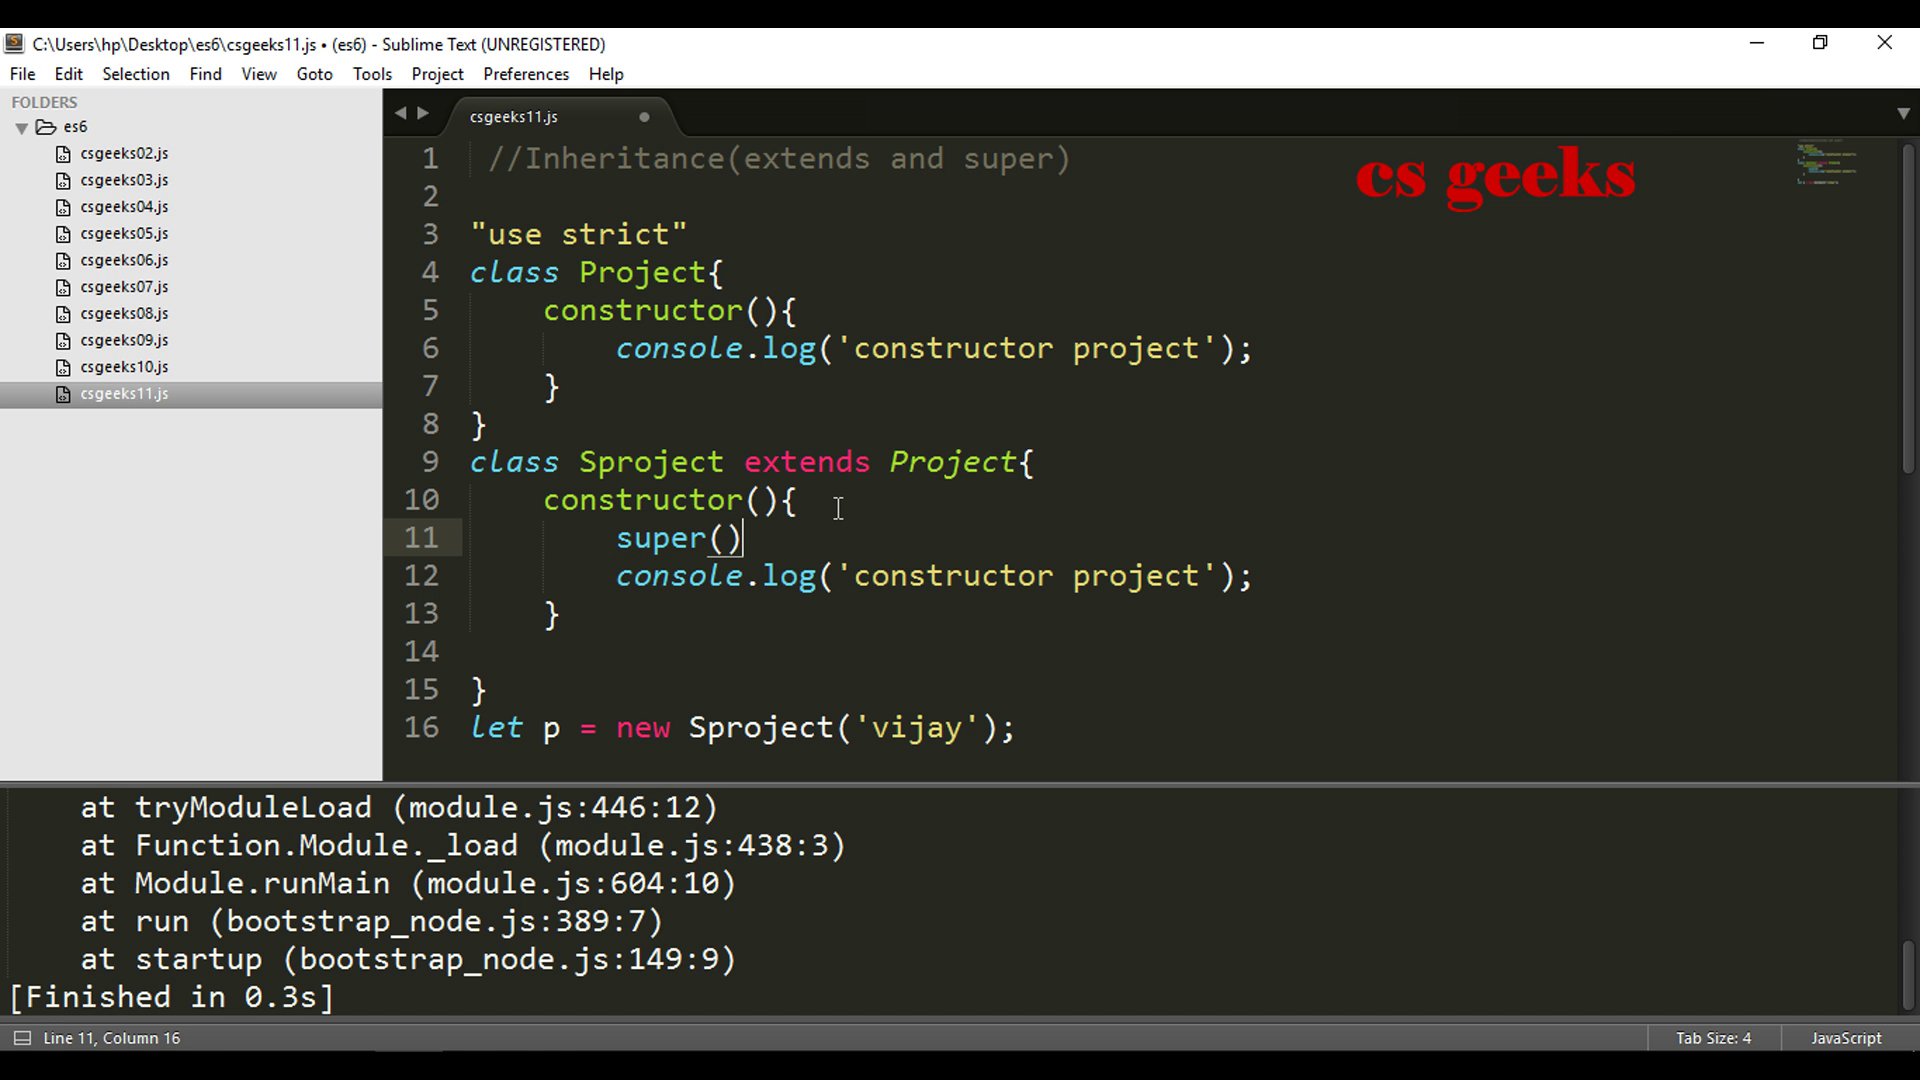 C:\Users\hp\Desktop\es6\csgeeks11.js • (es6) - Sublime Text (UNREGISTERED)
File Edit Selection Find View Goto Tools Project Preferences Help
FOLDERS
es6
csgeeks02.js
csgeeks03.js
csgeeks04.js
csgeeks05.js
csgeeks06.js
csgeeks07.js
csgeeks08.js
csgeeks09.js
csgeeks10.js
csgeeks11.js
csgeeks11.js
cs geeks
1 //Inheritance(extends and super)
2
3 "use strict"
4 class Project{
5 constructor(){
6 console.log('constructor project');
7 }
8 }
9 class Sproject extends Project{
10 constructor(){
11 super()
12 console.log('constructor project');
13 }
14
15 }
16 let p = new Sproject('vijay');
at tryModuleLoad (module.js:446:12)
at Function.Module._load (module.js:438:3)
at Module.runMain (module.js:604:10)
at run (bootstrap_node.js:389:7)
at startup (bootstrap_node.js:149:9)
[Finished in 0.3s]
Line 11, Column 16
Tab Size: 4
JavaScript